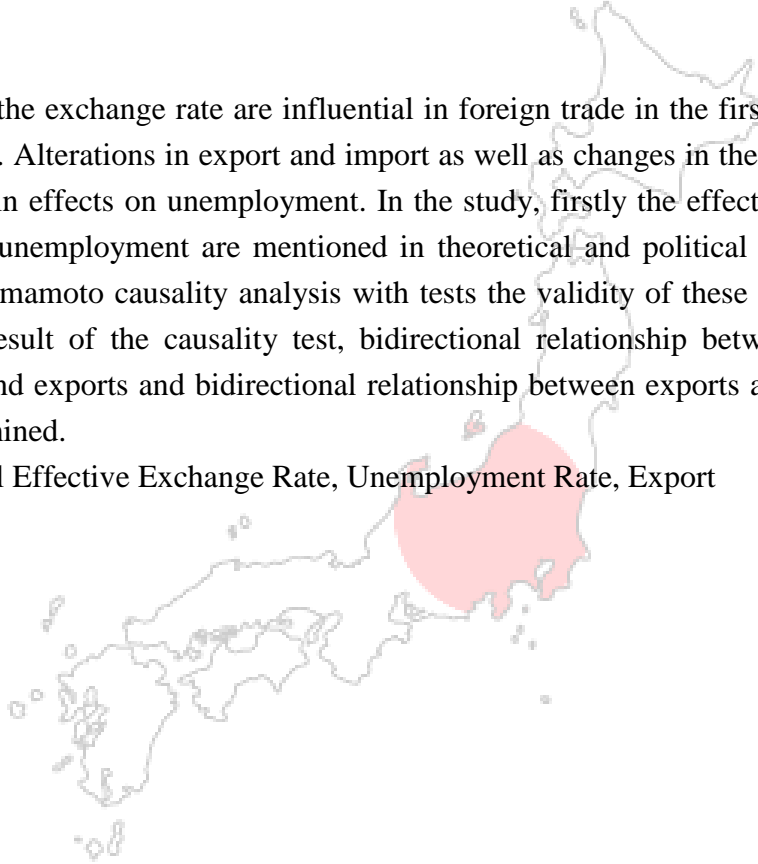 the exchange rate are influential in foreign trade in the firs
. Alterations in export and import as well as changes in the
in effects on unemployment. In the study, firstly the effect
unemployment are mentioned in theoretical and political
mamoto causality analysis with tests the validity of these
esult of the causality test, bidirectional relationship betw
nd exports and bidirectional relationship between exports a
nined.
l Effective Exchange Rate, Unemployment Rate, Export